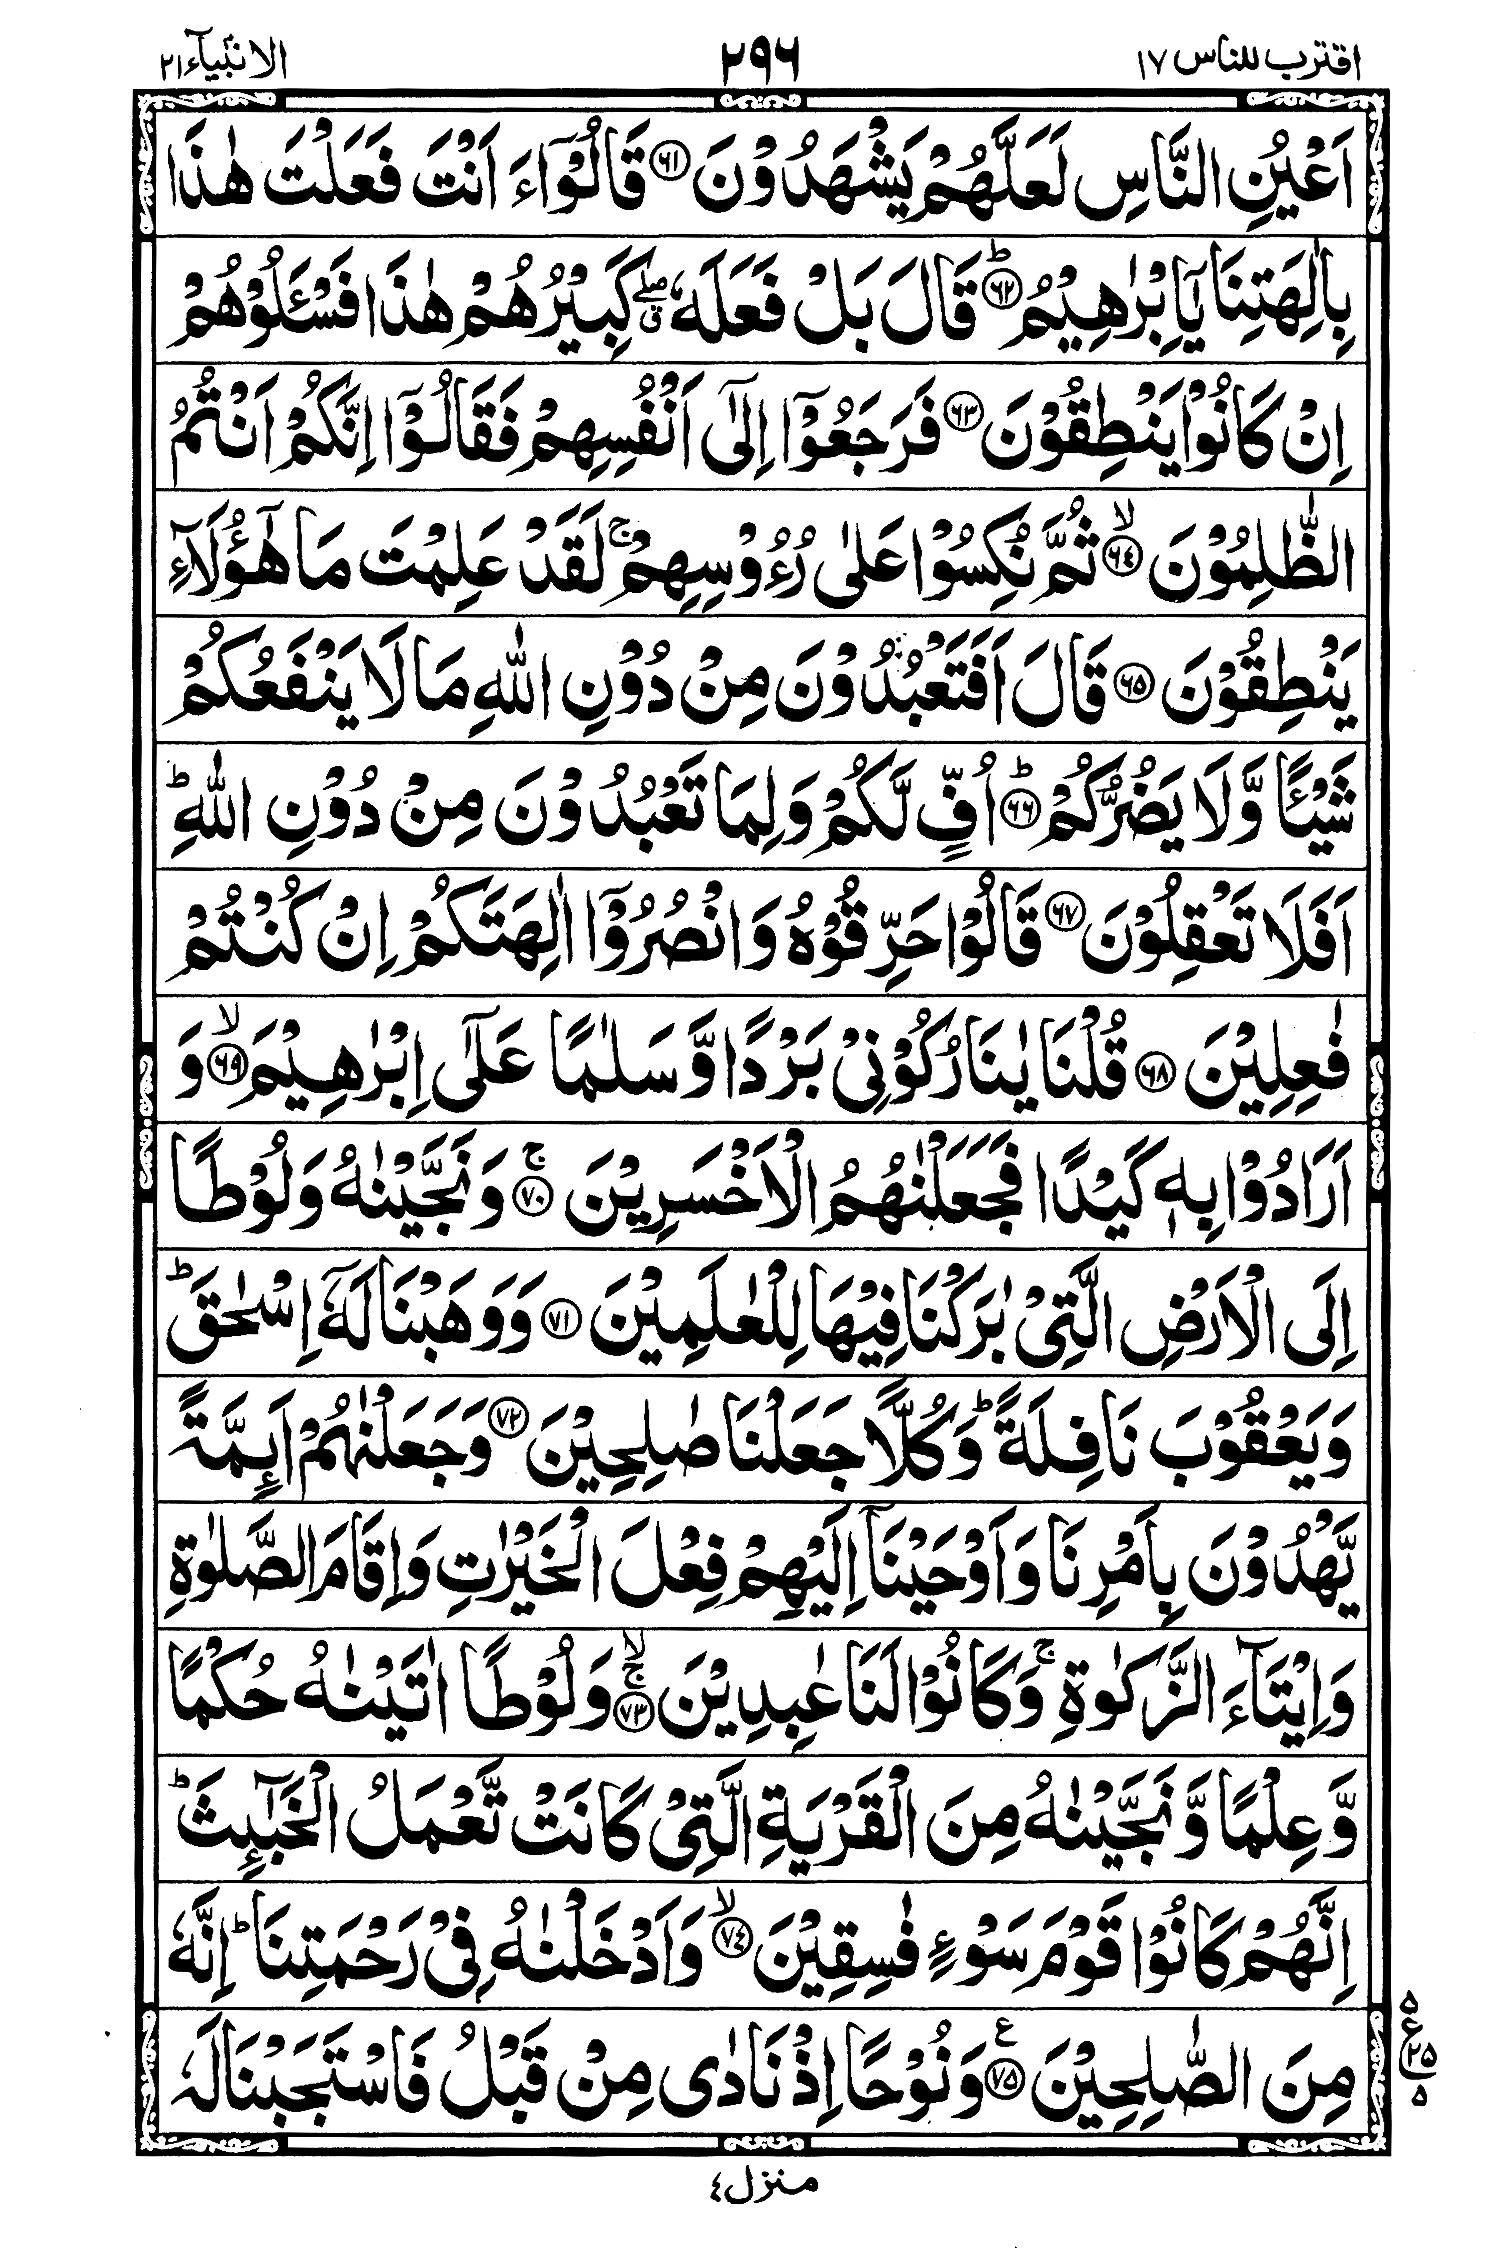 اقترب للناس ١٧
٢٩٦
الانبيآء ٢١
اَعْيُنِ النَّاسِ لَعَلَّهُمْ يَشْهَدُوْنَ ﴿٦١﴾ قَالُوْٓا ءَاَنْتَ فَعَلْتَ هٰذَا
بِاٰلِهَتِنَا يٰٓاِبْرٰهِيْمُ ؕ﴿٦٢﴾ قَالَ بَلْ فَعَلَهٗ ۖق كَبِيْرُهُمْ هٰذَا فَسْـَٔلُوْهُمْ
اِنْ كَانُوْا يَنْطِقُوْنَ ﴿٦٣﴾ فَرَجَعُوْٓا اِلٰٓى اَنْفُسِهِمْ فَقَالُوْٓا اِنَّكُمْ اَنْتُمُ
الظّٰلِمُوْنَ ۙ﴿٦٤﴾ ثُمَّ نُكِسُوْا عَلٰى رُءُوْسِهِمْ ۚ لَقَدْ عَلِمْتَ مَا هٰٓؤُلَآءِ
يَنْطِقُوْنَ ﴿٦٥﴾ قَالَ اَفَتَعْبُدُوْنَ مِنْ دُوْنِ اللّٰهِ مَا لَا يَنْفَعُكُمْ
شَيْـًٔا وَّلَا يَضُرُّكُمْ ؕ﴿٦٦﴾ اُفٍّ لَّكُمْ وَلِمَا تَعْبُدُوْنَ مِنْ دُوْنِ اللّٰهِ ؕ
اَفَلَا تَعْقِلُوْنَ ﴿٦٧﴾ قَالُوْا حَرِّقُوْهُ وَانْصُرُوْٓا اٰلِهَتَكُمْ اِنْ كُنْتُمْ
فٰعِلِيْنَ ﴿٦٨﴾ قُلْنَا يٰنَارُ كُوْنِيْ بَرْدًا وَّسَلٰمًا عَلٰٓى اِبْرٰهِيْمَ ۙ﴿٦٩﴾ وَ
اَرَادُوْا بِهٖ كَيْدًا فَجَعَلْنٰهُمُ الْاَخْسَرِيْنَ ۚ﴿٧٠﴾ وَنَجَّيْنٰهُ وَلُوْطًا
اِلَى الْاَرْضِ الَّتِيْ بٰرَكْنَا فِيْهَا لِلْعٰلَمِيْنَ ﴿٧١﴾ وَوَهَبْنَا لَهٗٓ اِسْحٰقَ ؕ
وَيَعْقُوْبَ نَافِلَةً ؕ وَكُلًّا جَعَلْنَا صٰلِحِيْنَ ﴿٧٢﴾ وَجَعَلْنٰهُمْ اَئِمَّةً
يَّهْدُوْنَ بِاَمْرِنَا وَاَوْحَيْنَآ اِلَيْهِمْ فِعْلَ الْخَيْرٰتِ وَاِقَامَ الصَّلٰوةِ
وَاِيْتَآءَ الزَّكٰوةِ ۚ وَكَانُوْا لَنَا عٰبِدِيْنَ ۚۙ﴿٧٣﴾ وَلُوْطًا اٰتَيْنٰهُ حُكْمًا
وَّعِلْمًا وَّنَجَّيْنٰهُ مِنَ الْقَرْيَةِ الَّتِيْ كَانَتْ تَّعْمَلُ الْخَبٰٓئِثَ ؕ
اِنَّهُمْ كَانُوْا قَوْمَ سَوْءٍ فٰسِقِيْنَ ۙ﴿٧٤﴾ وَاَدْخَلْنٰهُ فِيْ رَحْمَتِنَا ؕ اِنَّهٗ
مِنَ الصّٰلِحِيْنَ ﴿٧٥﴾ ع وَنُوْحًا اِذْ نَادٰى مِنْ قَبْلُ فَاسْتَجَبْنَا لَهٗ
٥
ع
٢٥
٥
منزل ٤